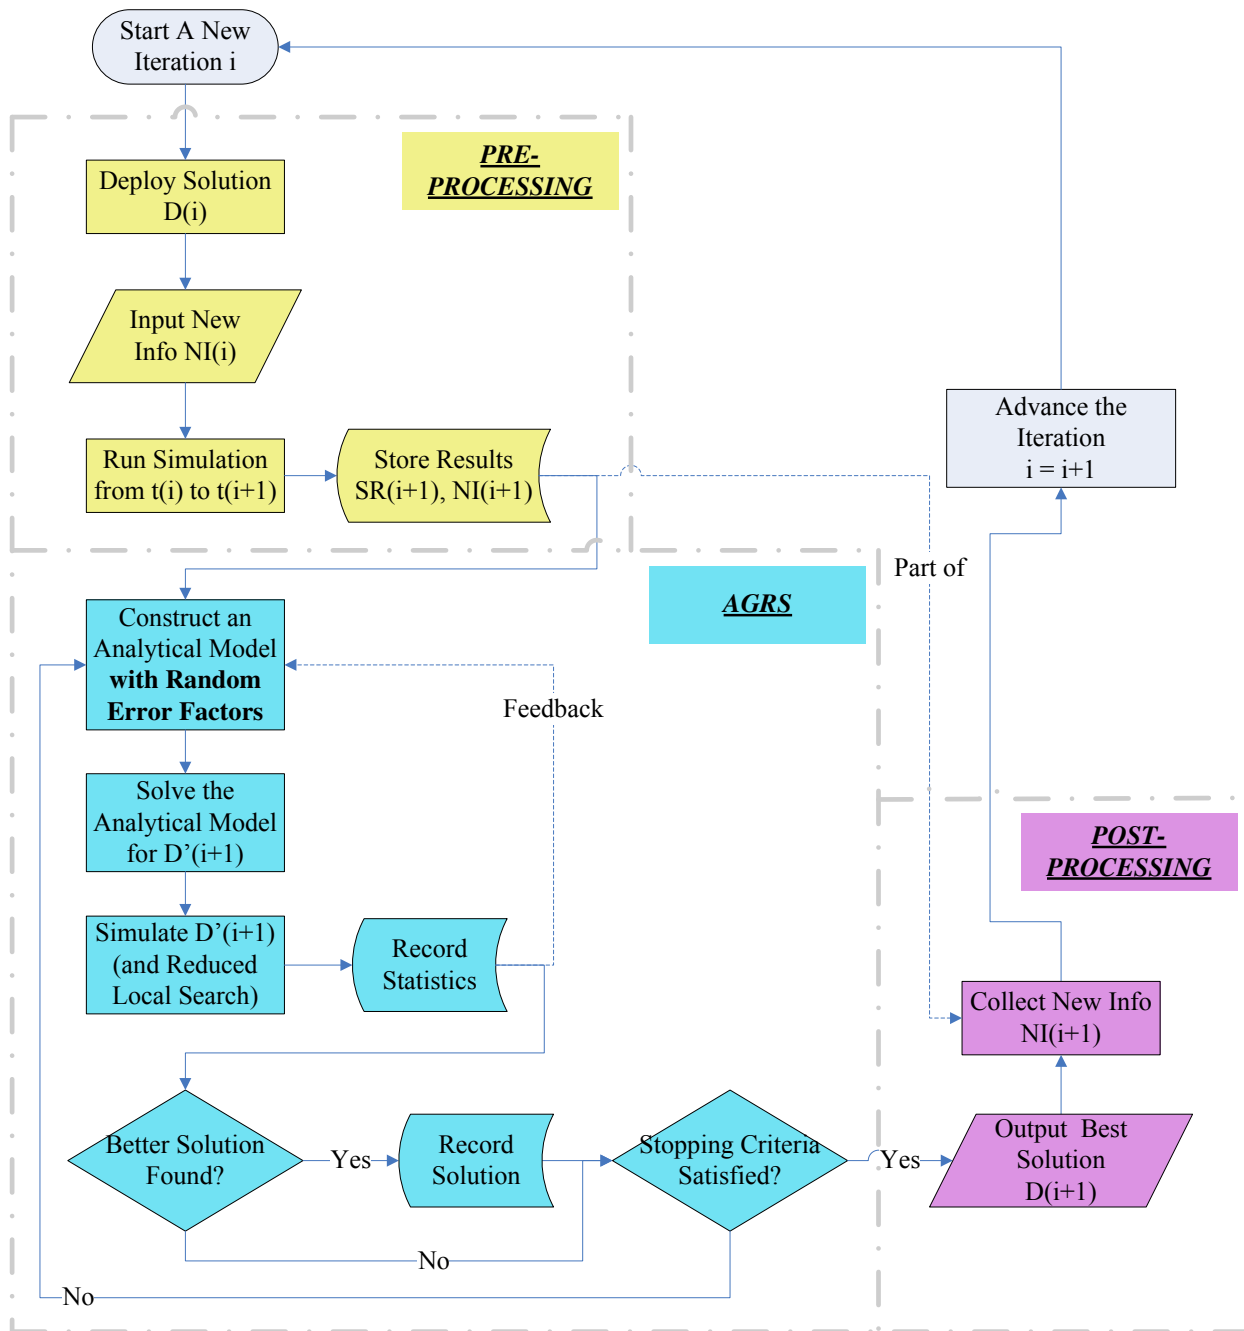 Start A New
Iteration i
PRE-
PROCESSING
Deploy Solution
D(i)
Input New
Info NI(i)
Run Simulation
from t(i) to t(i+1)
Store Results
SR(i+1), NI(i+1)
Advance the
Iteration
i = i+1
Part of
AGRS
Construct an
Analytical Model
with Random
Error Factors
Feedback
Solve the
Analytical Model
for D’(i+1)
POST-
PROCESSING
Simulate D’(i+1)
(and Reduced
Local Search)
Record
Statistics
Collect New Info
NI(i+1)
Better Solution
Found?
Yes
Record
Solution
Stopping Criteria
Satisfied?
Yes
Output  Best
Solution
D(i+1)
No
No